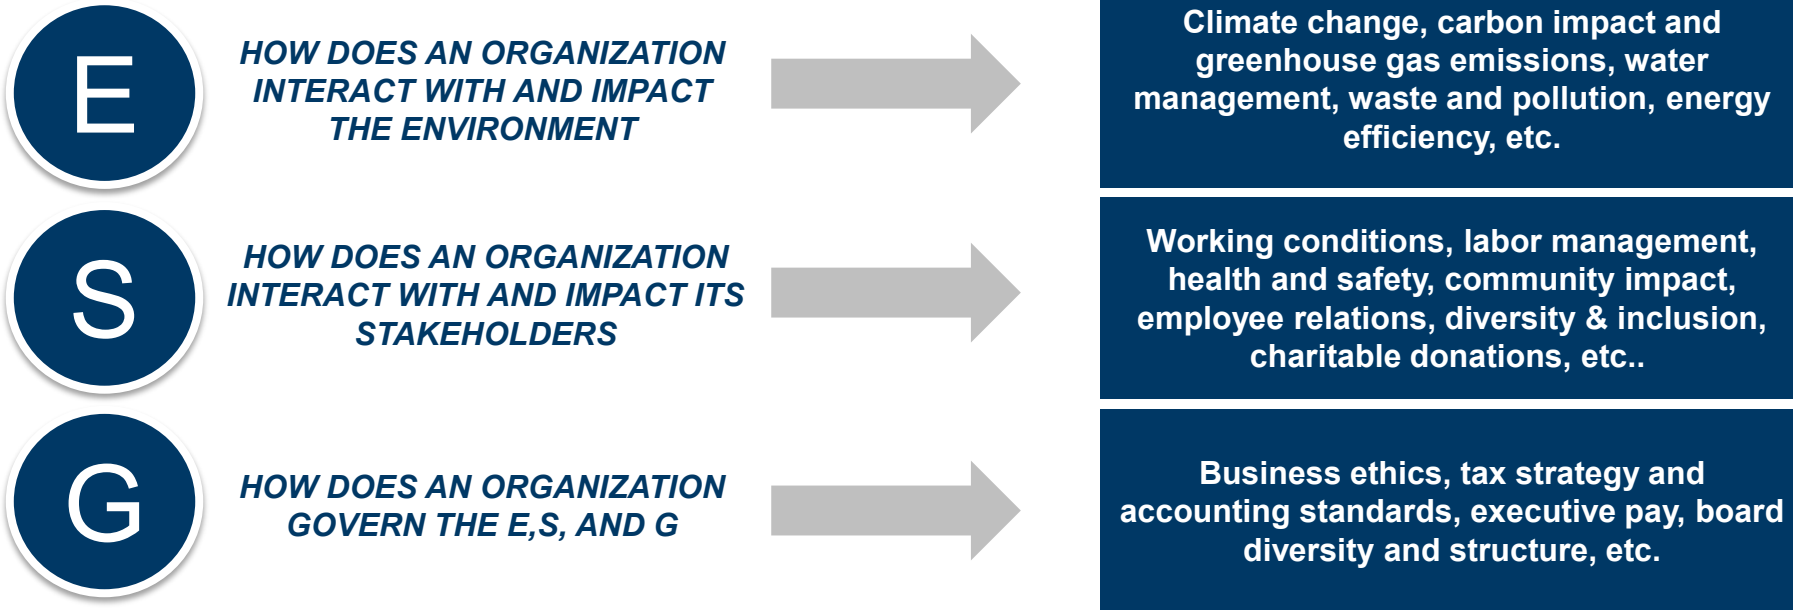 E
HOW DOES AN ORGANIZATION
INTERACT WITH AND IMPACT
THE ENVIRONMENT
Climate change, carbon impact and
greenhouse gas emissions, water
management, waste and pollution, energy
efficiency, etc.
S
HOW DOES AN ORGANIZATION
INTERACT WITH AND IMPACT ITS
STAKEHOLDERS
Working conditions, labor management,
health and safety, community impact,
employee relations, diversity & inclusion,
charitable donations, etc..
G
HOW DOES AN ORGANIZATION
GOVERN THE E,S, AND G
Business ethics, tax strategy and
accounting standards, executive pay, board
diversity and structure, etc.